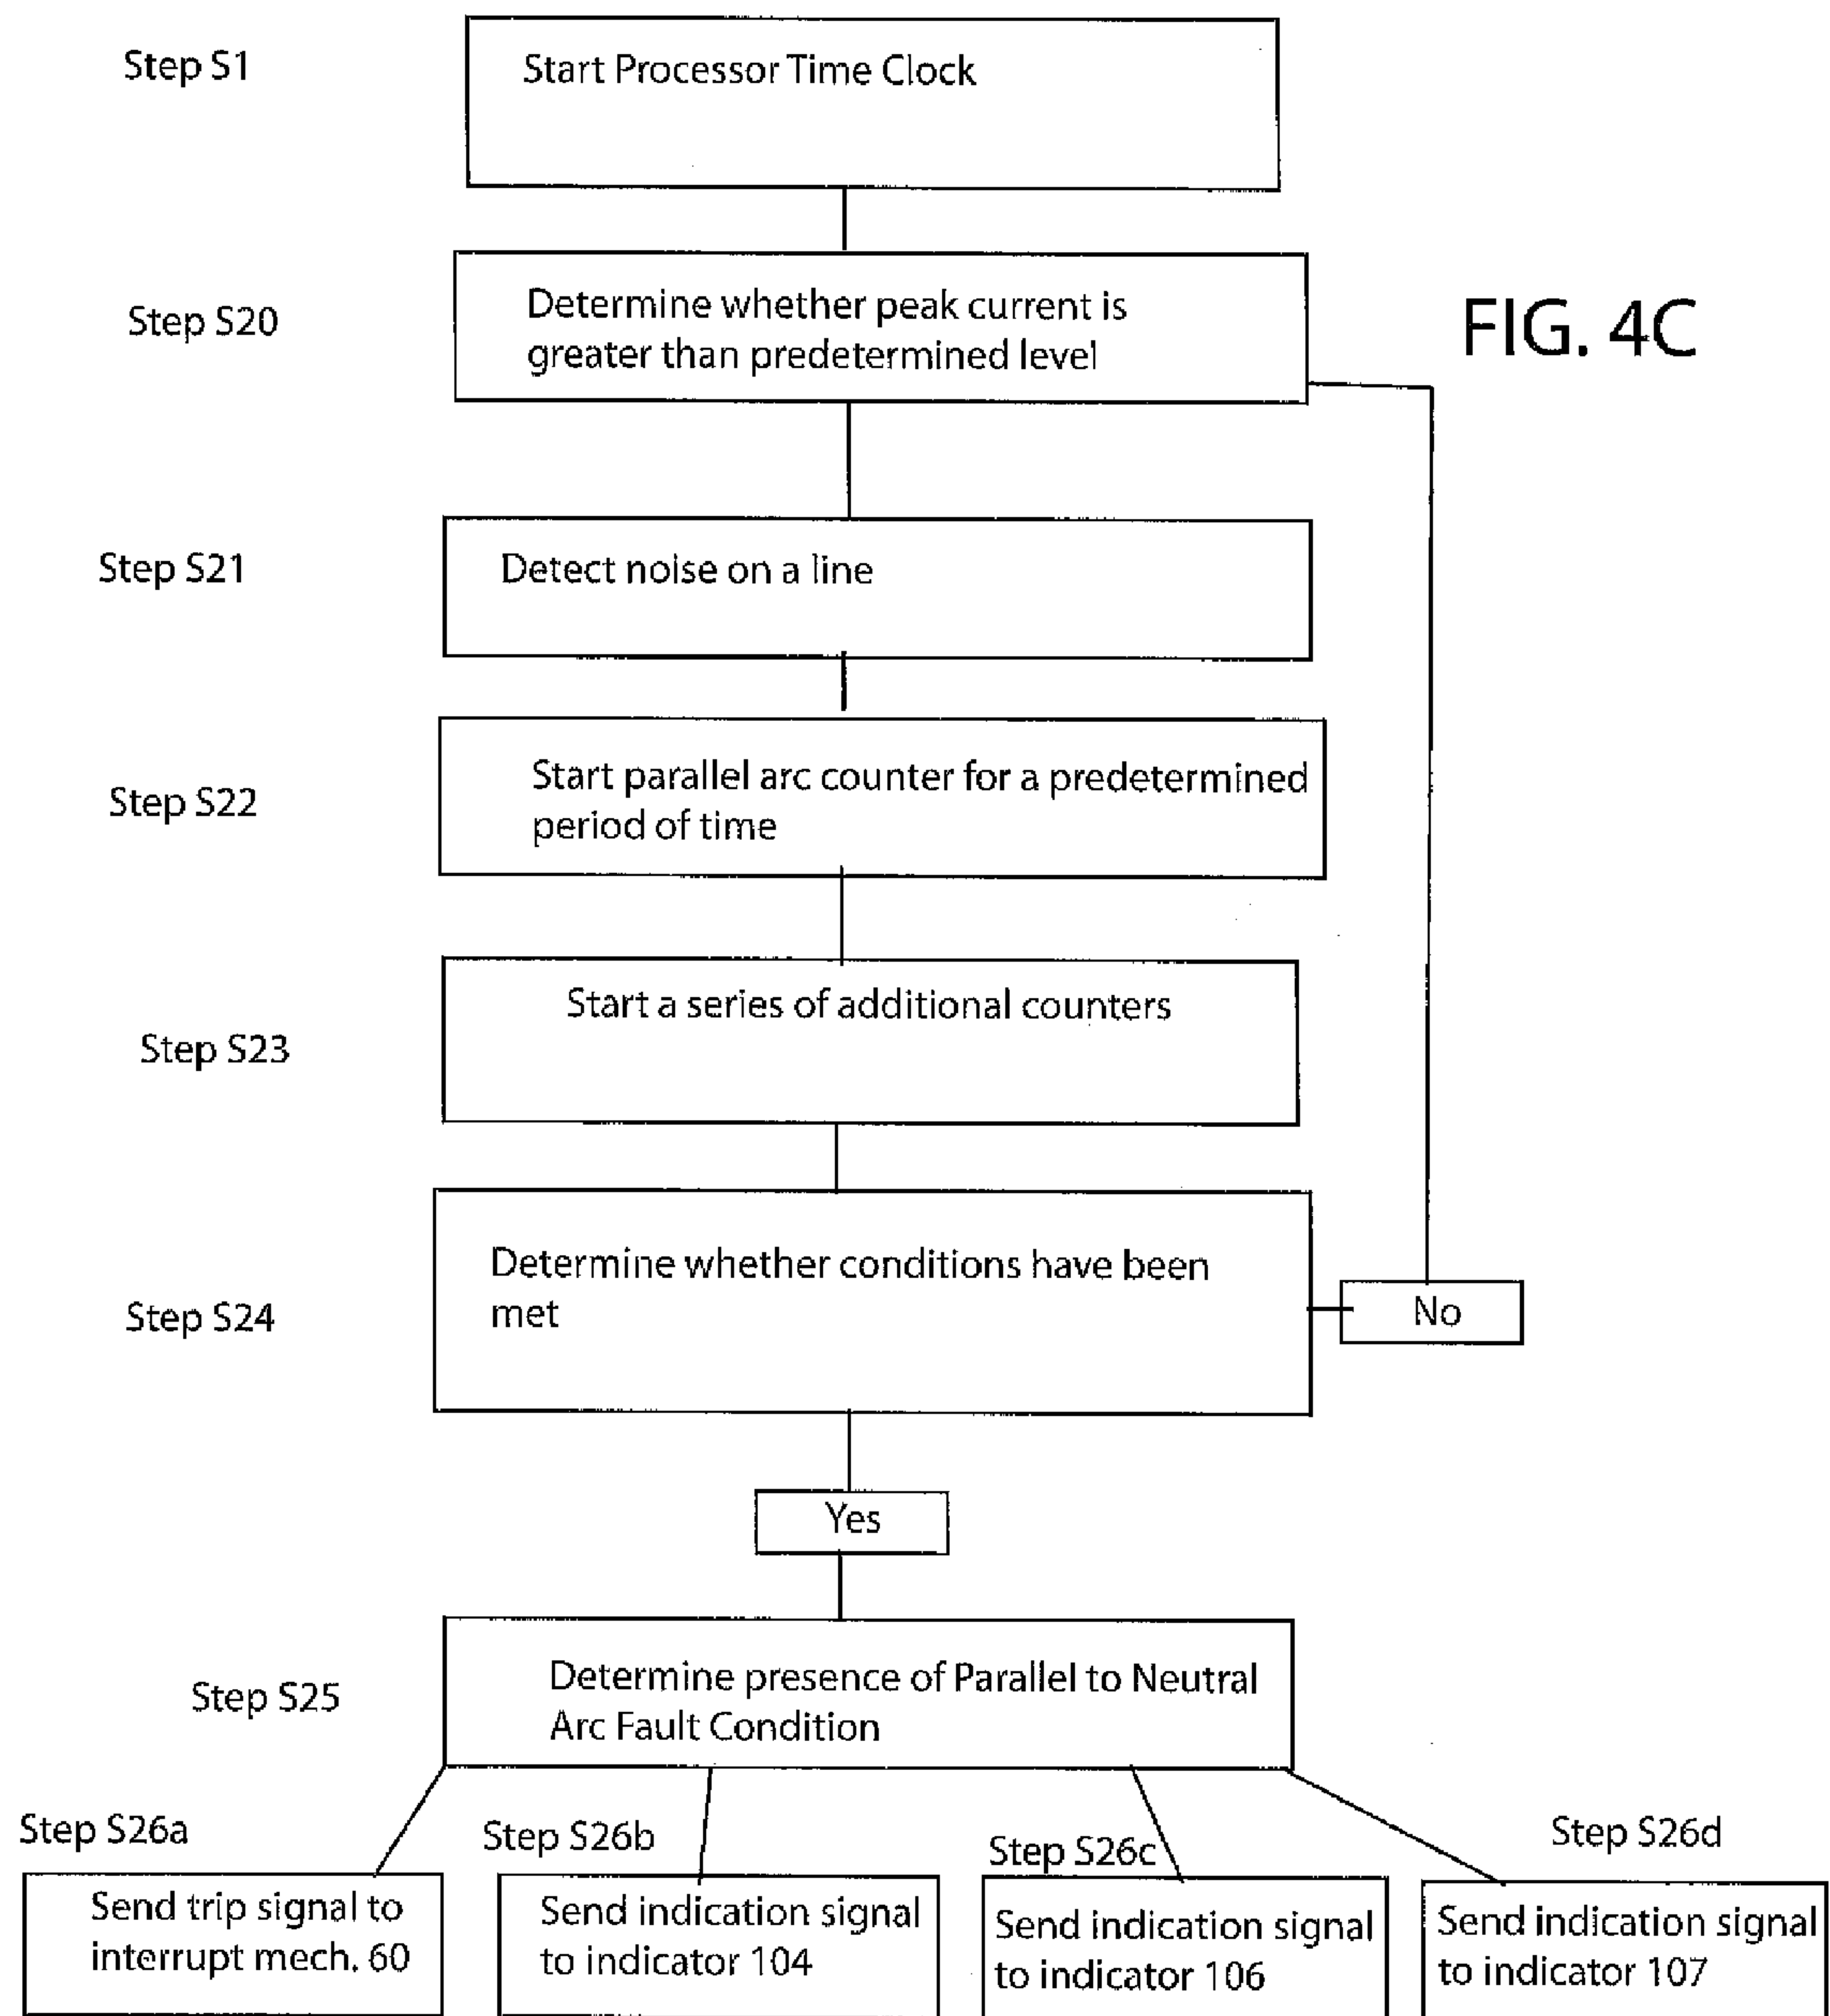 Step S1
Start Processor Time Clock
Step S20
Determine whether peak current is
greater than predetermined level
FIG. 4C
Step S21
Detect noise on a line
Step S22
Start parallel arc counter for a predetermined
period of time
Step S23
Start a series of additional counters
Step S24
Determine whether conditions have been
met
No
Yes
Step S25
Determine presence of Parallel to Neutral
Arc Fault Condition
Step S26a
Send trip signal to
interrupt mech. 60
Step S26b
Send indication signal
to indicator 104
Step S26c
Send indication signal
to indicator 106
Step S26d
Send indication signal
to indicator 107